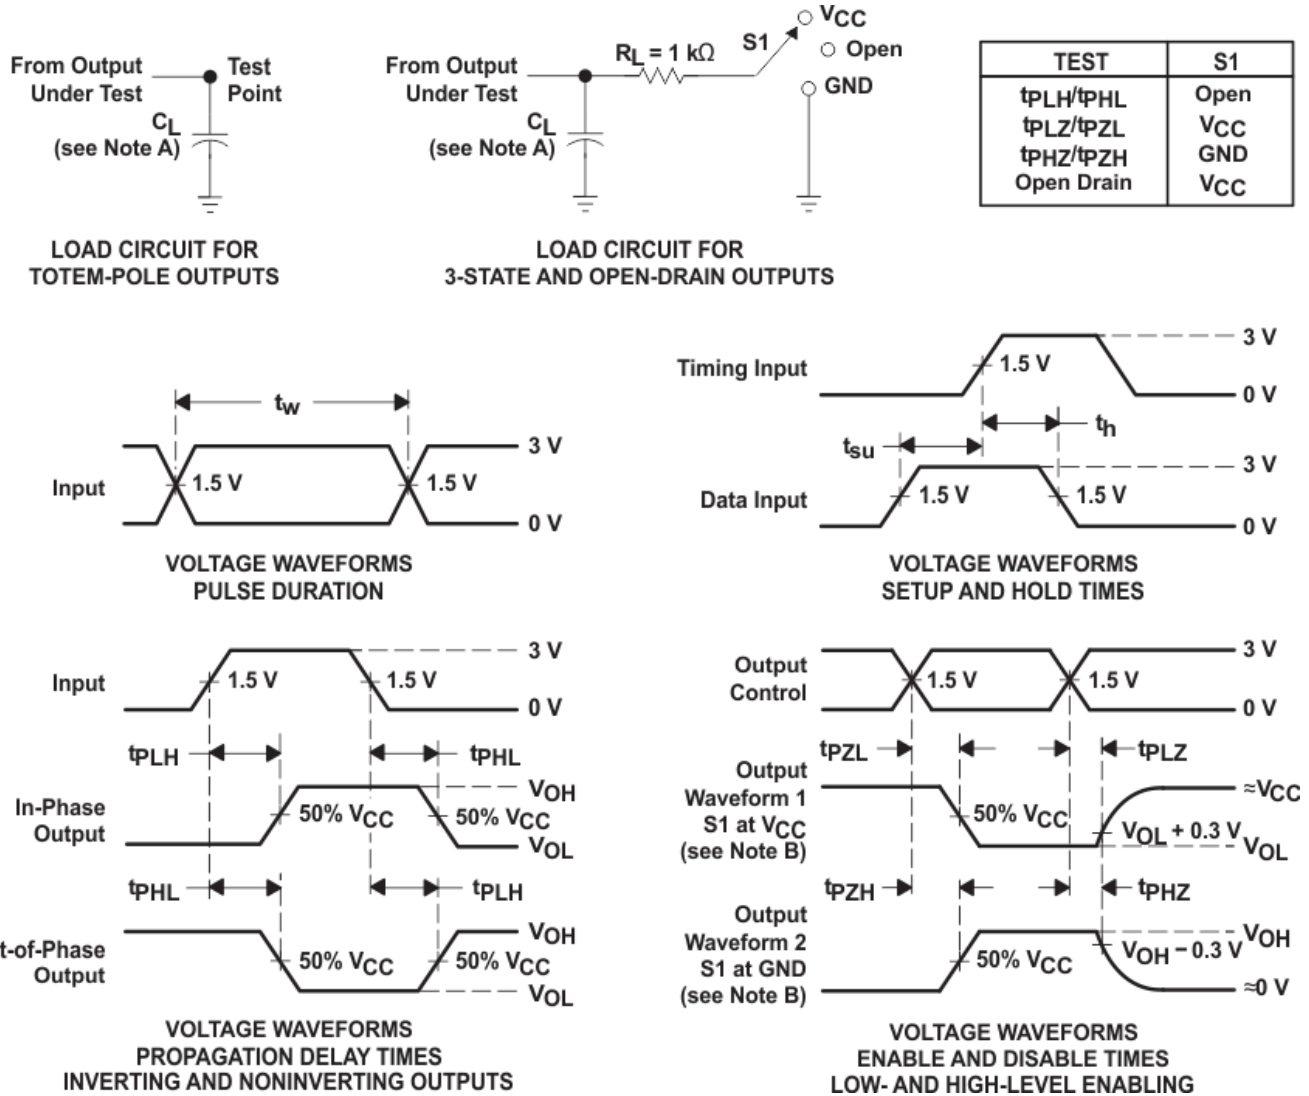 From Output
Under Test
Test
Point
CL
(see Note A)
LOAD CIRCUIT FOR
TOTEM-POLE OUTPUTS
From Output
Under Test
RL = 1 kΩ
S1
VCC
Open
GND
CL
(see Note A)
LOAD CIRCUIT FOR
3-STATE AND OPEN-DRAIN OUTPUTS
TEST S1
tPLH/tPHL Open
tPLZ/tPZL VCC
tPHZ/tPZH GND
Open Drain VCC
tw
3 V
Input 1.5 V 1.5 V
0 V
VOLTAGE WAVEFORMS
PULSE DURATION
3 V
Timing Input 1.5 V
0 V
th
tsu
3 V
Data Input 1.5 V 1.5 V
0 V
VOLTAGE WAVEFORMS
SETUP AND HOLD TIMES
3 V
Input 1.5 V 1.5 V
0 V
tPLH tPHL
In-Phase
Output
50% VCC 50% VCC
VOH
VOL
tPHL tPLH
t-of-Phase
Output
50% VCC 50% VCC
VOH
VOL
VOLTAGE WAVEFORMS
PROPAGATION DELAY TIMES
INVERTING AND NONINVERTING OUTPUTS
Output
Control
1.5 V 1.5 V
3 V
0 V
tPZL tPLZ
Output
Waveform 1
S1 at VCC
(see Note B)
50% VCC
VOL + 0.3 V
≈VCC
VOL
tPZH tPHZ
Output
Waveform 2
S1 at GND
(see Note B)
50% VCC
VOH − 0.3 V
VOH
≈0 V
VOLTAGE WAVEFORMS
ENABLE AND DISABLE TIMES
LOW- AND HIGH-LEVEL ENABLING